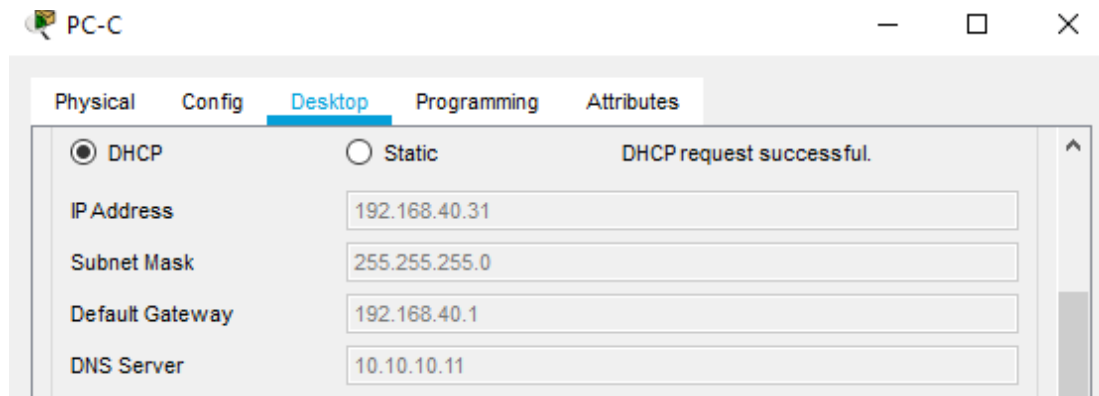 PC-C
Physical Config Desktop Programming Attributes
DHCP Static DHCP request successful.
IP Address 192.168.40.31
Subnet Mask 255.255.255.0
Default Gateway 192.168.40.1
DNS Server 10.10.10.11